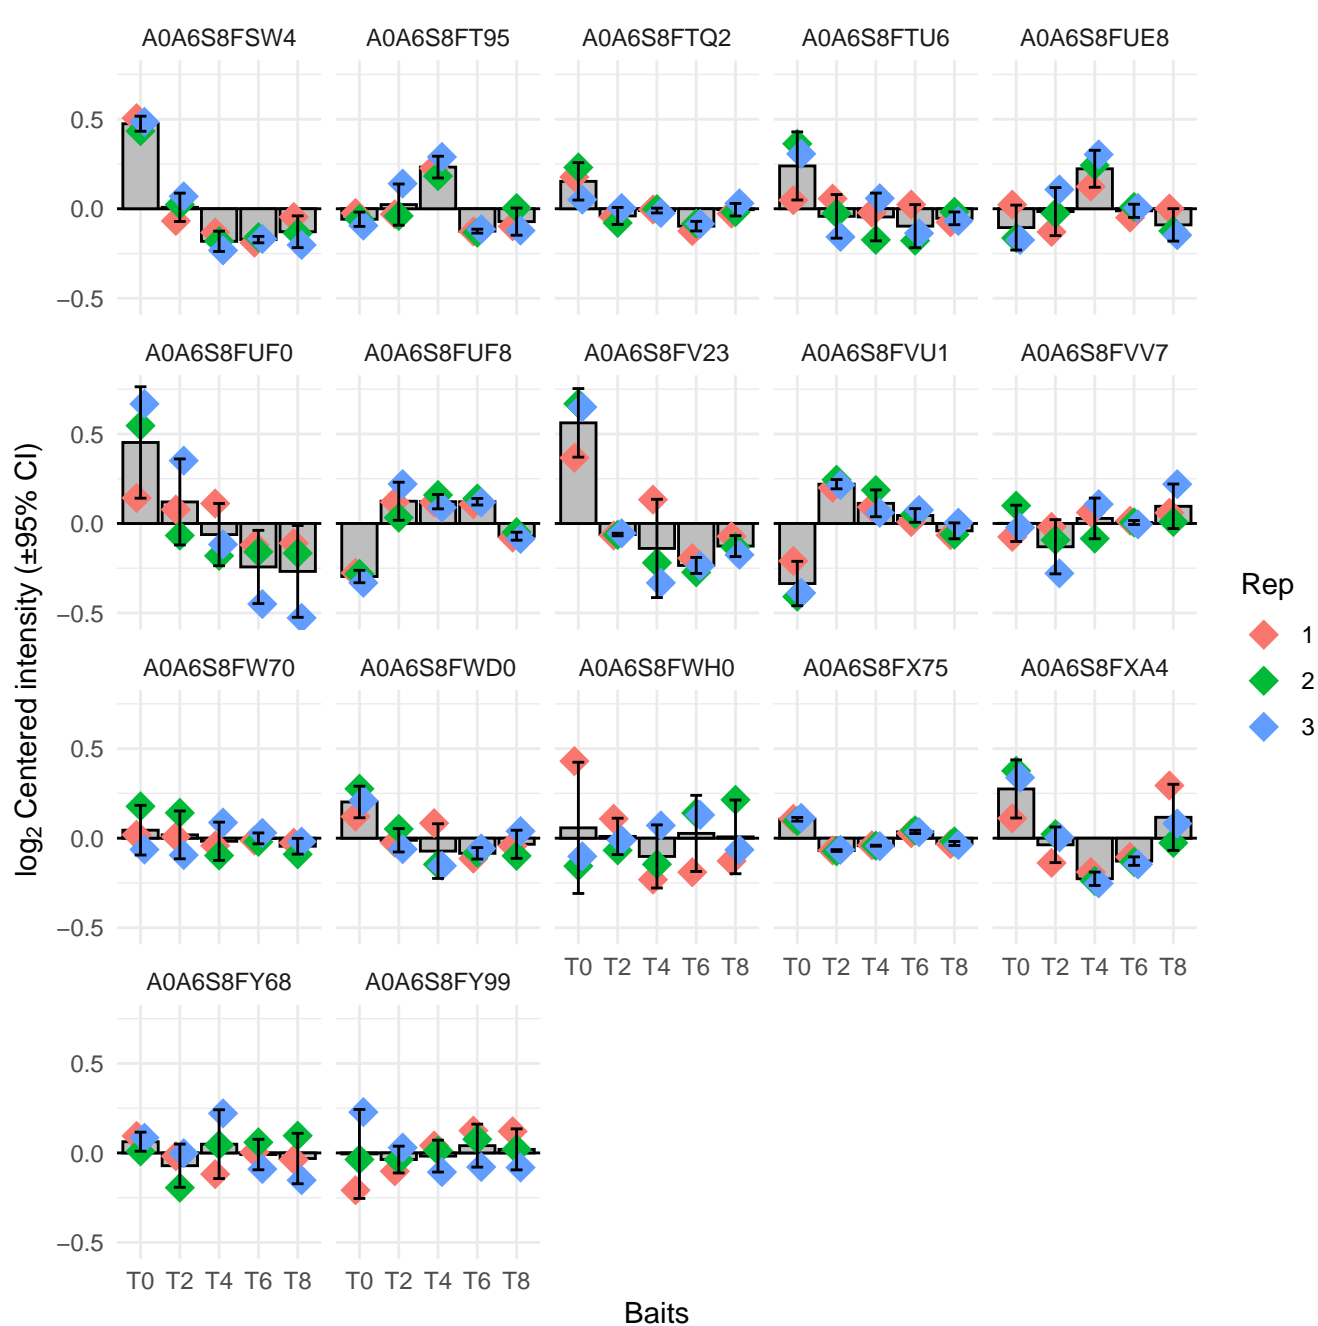 A0A6S8FSW4 A0A6S8FT95 A0A6S8FTQ2 A0A6S8FTU6 A0A6S8FUE8
0.5
0.0
−0.5
A0A6S8FUF0 A0A6S8FUF8 A0A6S8FV23 A0A6S8FVU1 A0A6S8FVV7
0.5
0.0
−0.5
A0A6S8FW70 A0A6S8FWD0 A0A6S8FWH0 A0A6S8FX75 A0A6S8FXA4
0.5
0.0
−0.5
T0 T2 T4 T6 T8 T0 T2 T4 T6 T8 T0 T2 T4 T6 T8
A0A6S8FY68 A0A6S8FY99
0.5
0.0
−0.5
T0 T2 T4 T6 T8 T0 T2 T4 T6 T8
Baits
log2 Centered intensity (±95% CI)
Rep
1
2
3